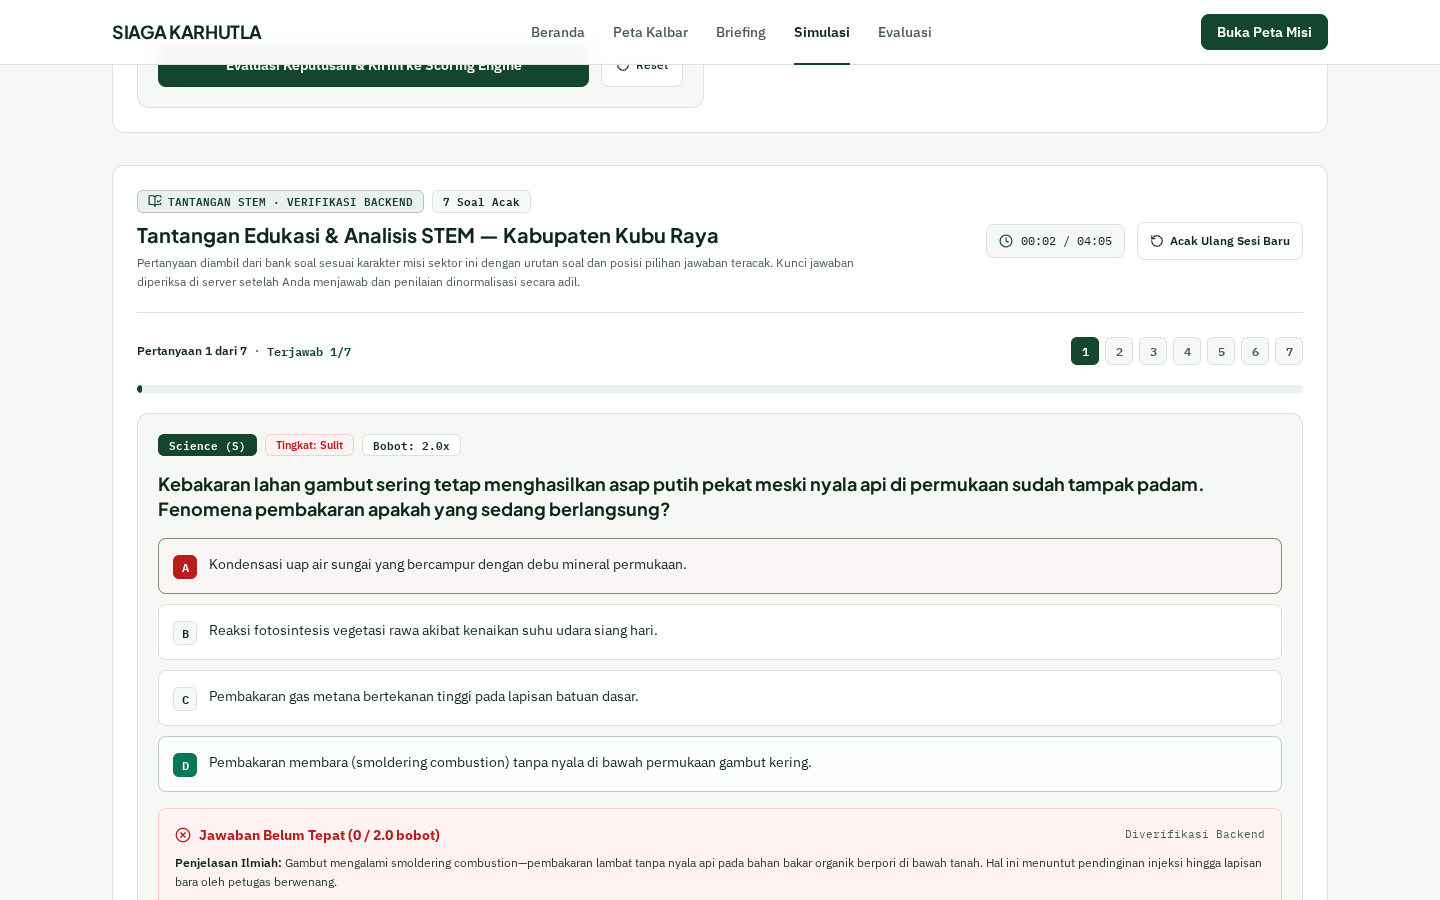 SIAGA KARHUTLA
Beranda
Peta Kalbar
Briefing
Simulasi
Evaluasi
Buka Peta Misi
Evaluasi Keputusan & Kirim ke Scoring Engine
Reset
TANTANGAN STEM · VERIFIKASI BACKEND
7 Soal Acak
Tantangan Edukasi & Analisis STEM — Kabupaten Kubu Raya
00:02 / 04:05
Acak Ulang Sesi Baru
Pertanyaan diambil dari bank soal sesuai karakter misi sektor ini dengan urutan soal dan posisi pilihan jawaban teracak. Kunci jawaban
diperiksa di server setelah Anda menjawab dan penilaian dinormalisasi secara adil.
Pertanyaan 1 dari 7 · Terjawab 1/7
1 2 3 4 5 6 7
Science (S)
Tingkat: Sulit
Bobot: 2.0x
Kebakaran lahan gambut sering tetap menghasilkan asap putih pekat meski nyala api di permukaan sudah tampak padam.
Fenomena pembakaran apakah yang sedang berlangsung?
A Kondensasi uap air sungai yang bercampur dengan debu mineral permukaan.
B Reaksi fotosintesis vegetasi rawa akibat kenaikan suhu udara siang hari.
C Pembakaran gas metana bertekanan tinggi pada lapisan batuan dasar.
D Pembakaran membara (smoldering combustion) tanpa nyala di bawah permukaan gambut kering.
Jawaban Belum Tepat (0 / 2.0 bobot)
Diverifikasi Backend
Penjelasan Ilmiah: Gambut mengalami smoldering combustion—pembakaran lambat tanpa nyala api pada bahan bakar organik berpori di bawah tanah. Hal ini menuntut pendinginan injeksi hingga lapisan
bara oleh petugas berwenang.